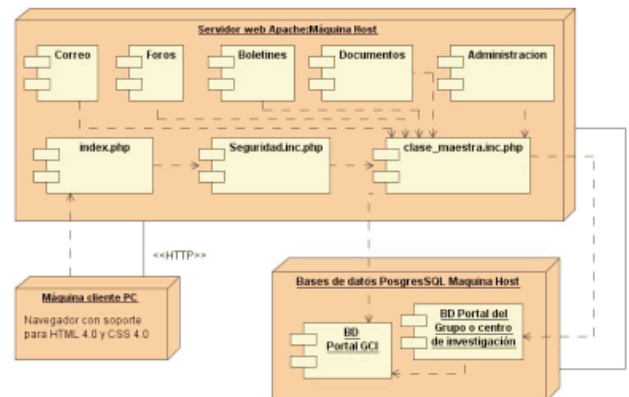 Servidor web Apache:Máquina Host
Correo
Foros
Boletines
Documentos
Administracion
index.php
Seguridad.inc.php
clase_maestra.inc.php
<<HTTP>>
Máquina cliente PC
Navegador con soporte
para HTML 4.0 y CSS 4.0
Bases de datós PosgresSQL Maquina Host
BD
Portal GCI
BD Portal del
Grupo o centro
de investigación